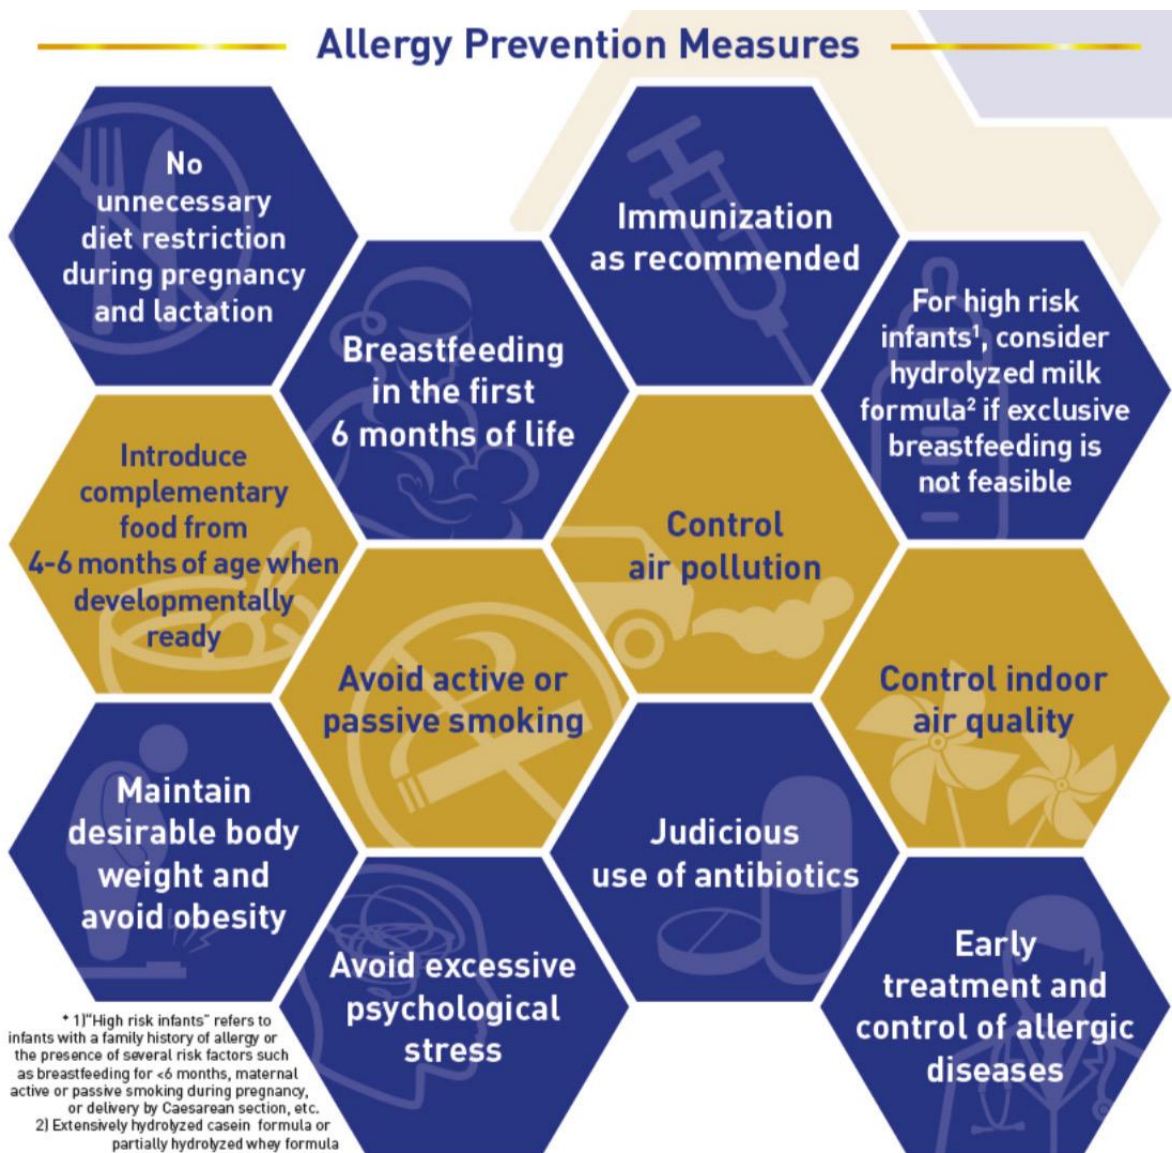 Allergy Prevention Measures
No
unnecessary
diet restriction
during pregnancy
and lactation
Immunization
as recommended
Breastfeeding
in the first
6 months of life
For high risk
infants¹, consider
hydrolyzed milk
formula² if exclusive
breastfeeding is
not feasible
Introduce
complementary
food from
4-6 months of age when
developmentally
ready
Control
air pollution
Avoid active or
passive smoking
Control indoor
air quality
Maintain
desirable body
weight and
avoid obesity
Judicious
use of antibiotics
Avoid excessive
psychological
stress
Early
treatment and
control of allergic
diseases
* 1)"High risk infants" refers to
infants with a family history of allergy or
the presence of several risk factors such
as breastfeeding for <6 months, maternal
active or passive smoking during pregnancy,
or delivery by Caesarean section, etc.
2) Extensively hydrolyzed casein formula or
partially hydrolyzed whey formula